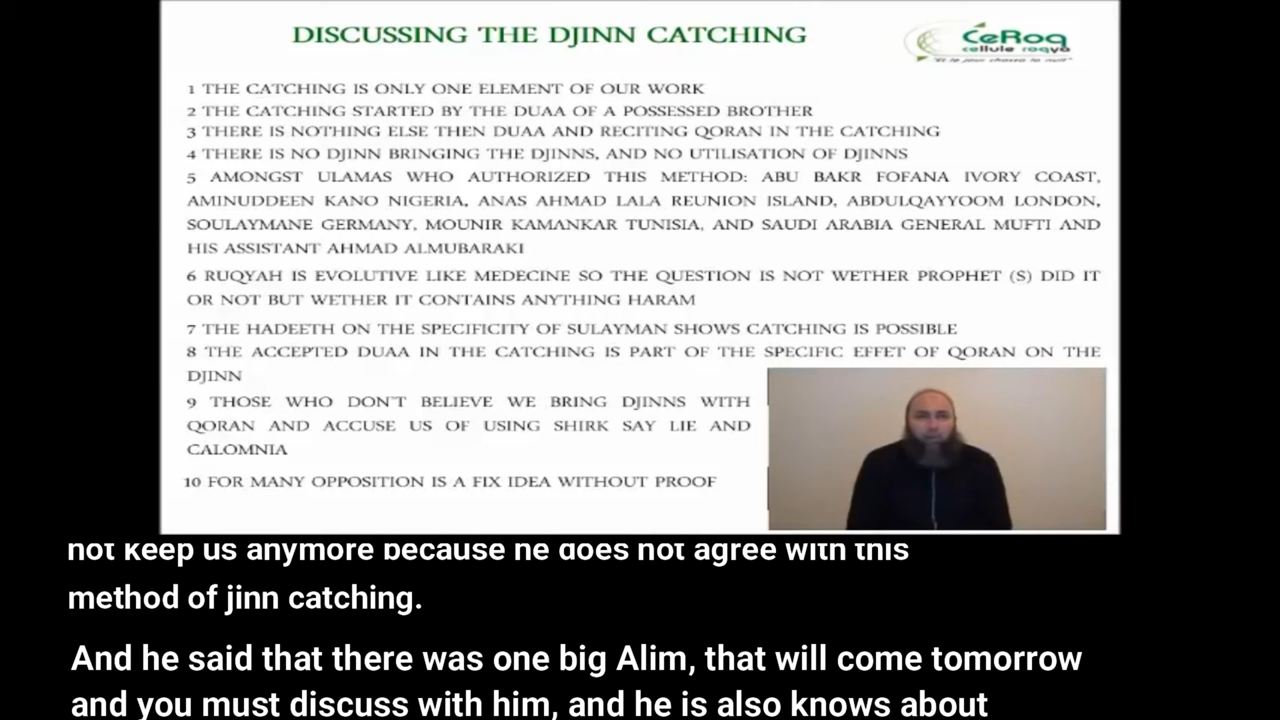 DISCUSSING THE DJINN CATCHING
CeRoq
cellule roqya
"Et le jour chassa la nuit"
1 THE CATCHING IS ONLY ONE ELEMENT OF OUR WORK
2 THE CATCHING STARTED BY THE DUAA OF A POSSESSED BROTHER
3 THERE IS NOTHING ELSE THEN DUAA AND RECITING QORAN IN THE CATCHING
4 THERE IS NO DJINN BRINGING THE DJINNS, AND NO UTILISATION OF DJINNS
5 AMONGST ULAMAS WHO AUTHORIZED THIS METHOD: ABU BAKR FOFANA IVORY COAST,
AMINUDDEEN KANO NIGERIA, ANAS AHMAD LALA REUNION ISLAND, ABDULQAYYOOM LONDON,
SOULAYMANE GERMANY, MOUNIR KAMANKAR TUNISIA, AND SAUDI ARABIA GENERAL MUFTI AND
HIS ASSISTANT AHMAD ALMUBARAKI
6 RUQYAH IS EVOLUTIVE LIKE MEDECINE SO THE QUESTION IS NOT WETHER PROPHET (S) DID IT
OR NOT BUT WETHER IT CONTAINS ANYTHING HARAM
7 THE HADEETH ON THE SPECIFICITY OF SULAYMAN SHOWS CATCHING IS POSSIBLE
8 THE ACCEPTED DUAA IN THE CATCHING IS PART OF THE SPECIFIC EFFET OF QORAN ON THE
DJINN
9 THOSE WHO DON'T BELIEVE WE BRING DJINNS WITH
QORAN AND ACCUSE US OF USING SHIRK SAY LIE AND
CALOMNIA
10 FOR MANY OPPOSITION IS A FIX IDEA WITHOUT PROOF
not keep us anymore because he does not agree with this
method of jinn catching.
And he said that there was one big Alim, that will come tomorrow
and you must discuss with him, and he is also knows about